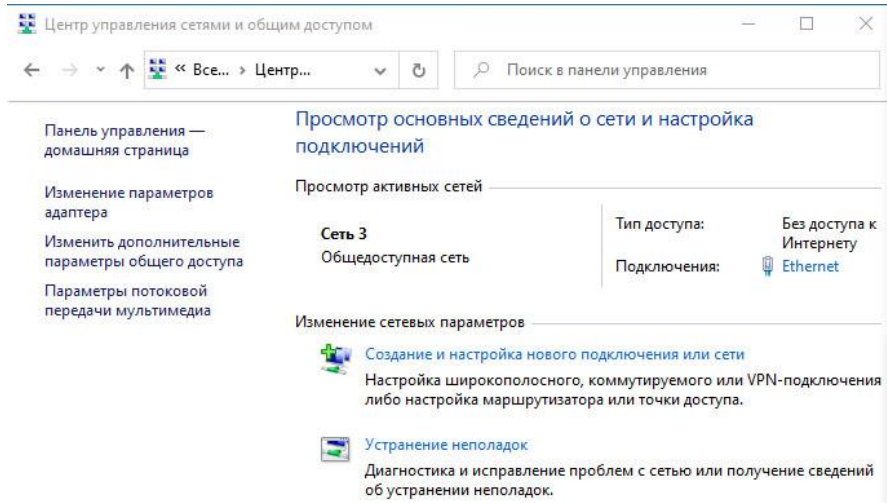 Центр управления сетями и общим доступом
« Все... › Центр...
Поиск в панели управления
Панель управления —
домашняя страница
Изменение параметров
адаптера
Изменить дополнительные
параметры общего доступа
Параметры потоковой
передачи мультимедиа
Просмотр основных сведений о сети и настройка
подключений
Просмотр активных сетей
Сеть 3
Общедоступная сеть
Тип доступа: Без доступа к
Интернету
Подключения: Ethernet
Изменение сетевых параметров
Создание и настройка нового подключения или сети
Настройка широкополосного, коммутируемого или VPN-подключения
либо настройка маршрутизатора или точки доступа.
Устранение неполадок
Диагностика и исправление проблем с сетью или получение сведений
об устранении неполадок.